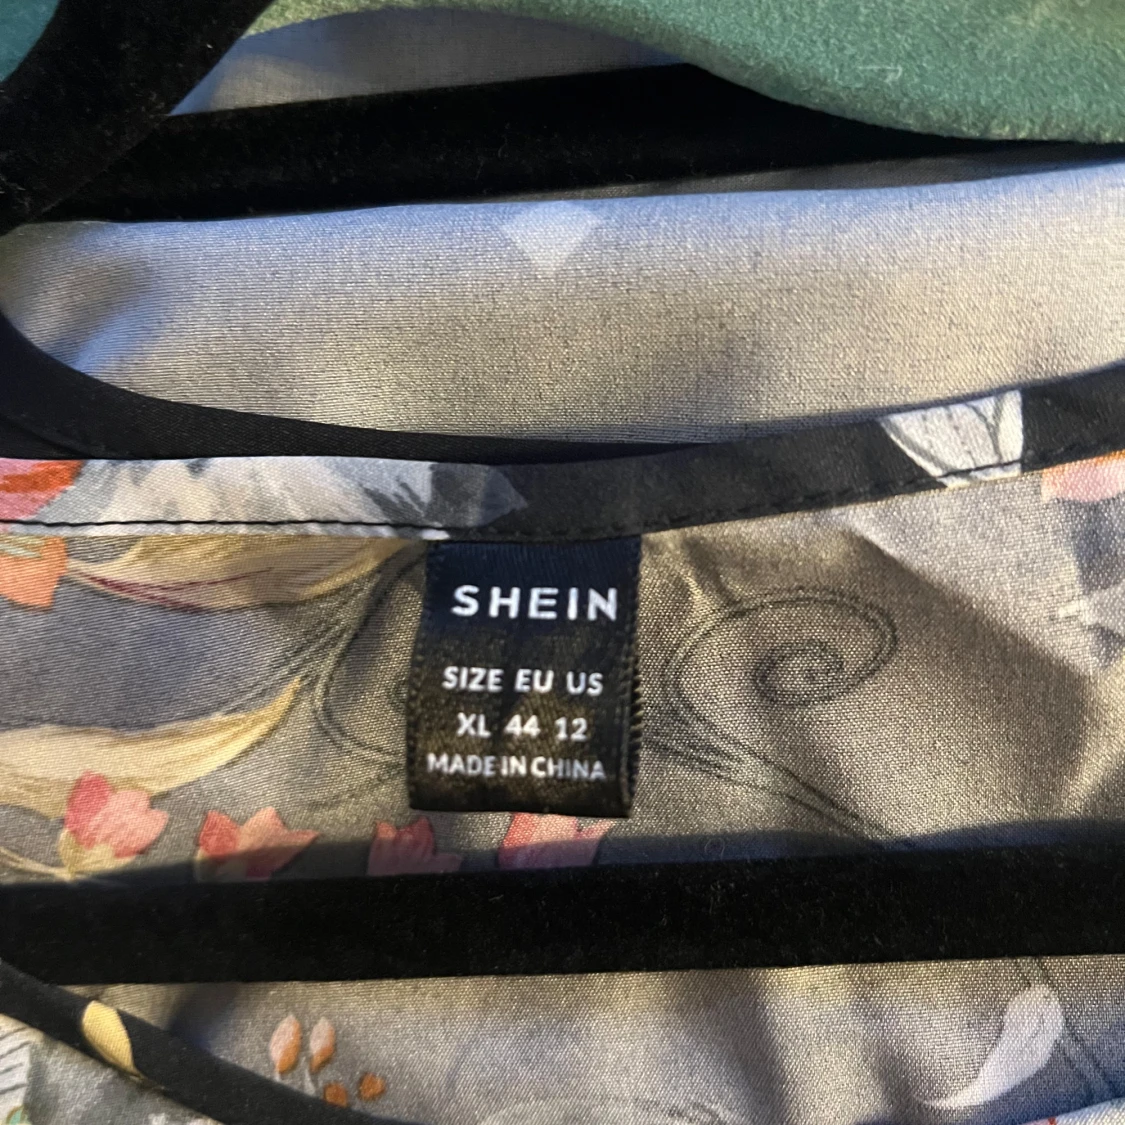 SHEIN
SIZE EU US
XL 44 12
MADE IN CHINA